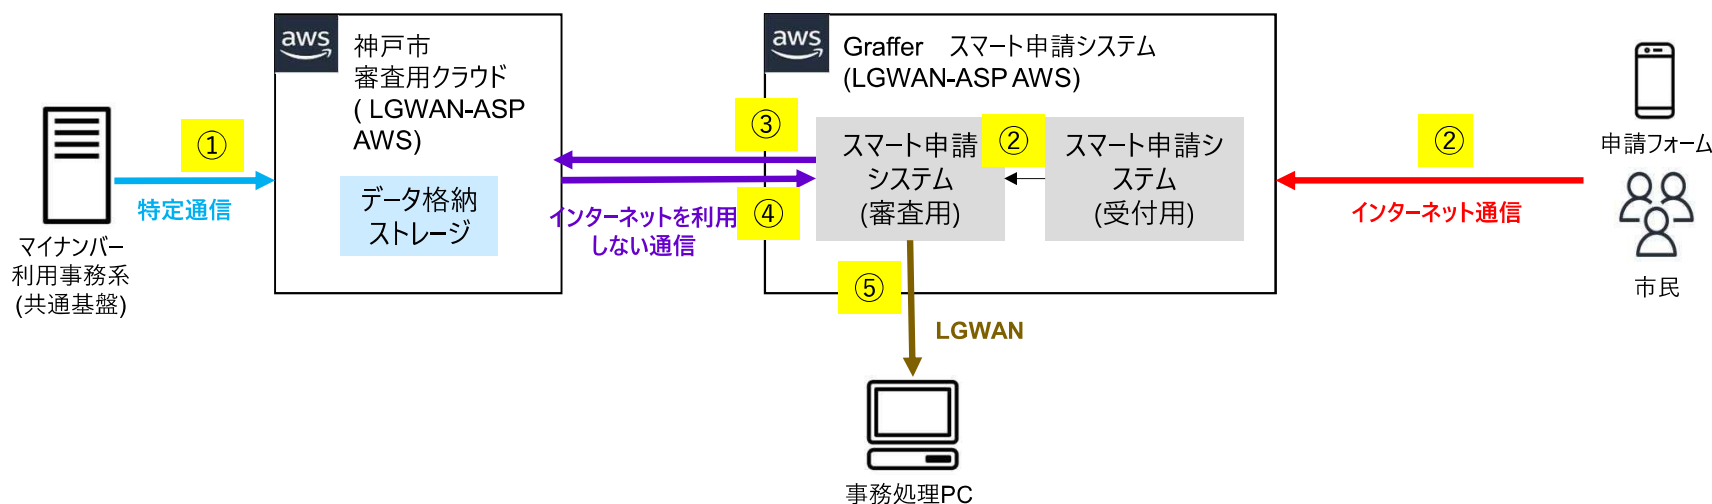 aws
神戸市
審査用クラウド
( LGWAN-ASP
AWS)
データ格納
ストレージ
①
特定通信
マイナンバー
利用事務系
(共通基盤)
③
④
インターネットを利用
しない通信
aws
Graffer　スマート申請システム
(LGWAN-ASP AWS)
スマート申請
システム
(審査用)
②
スマート申請シ
ステム
(受付用)
⑤
LGWAN
事務処理PC
②
インターネット通信
申請フォーム
市民